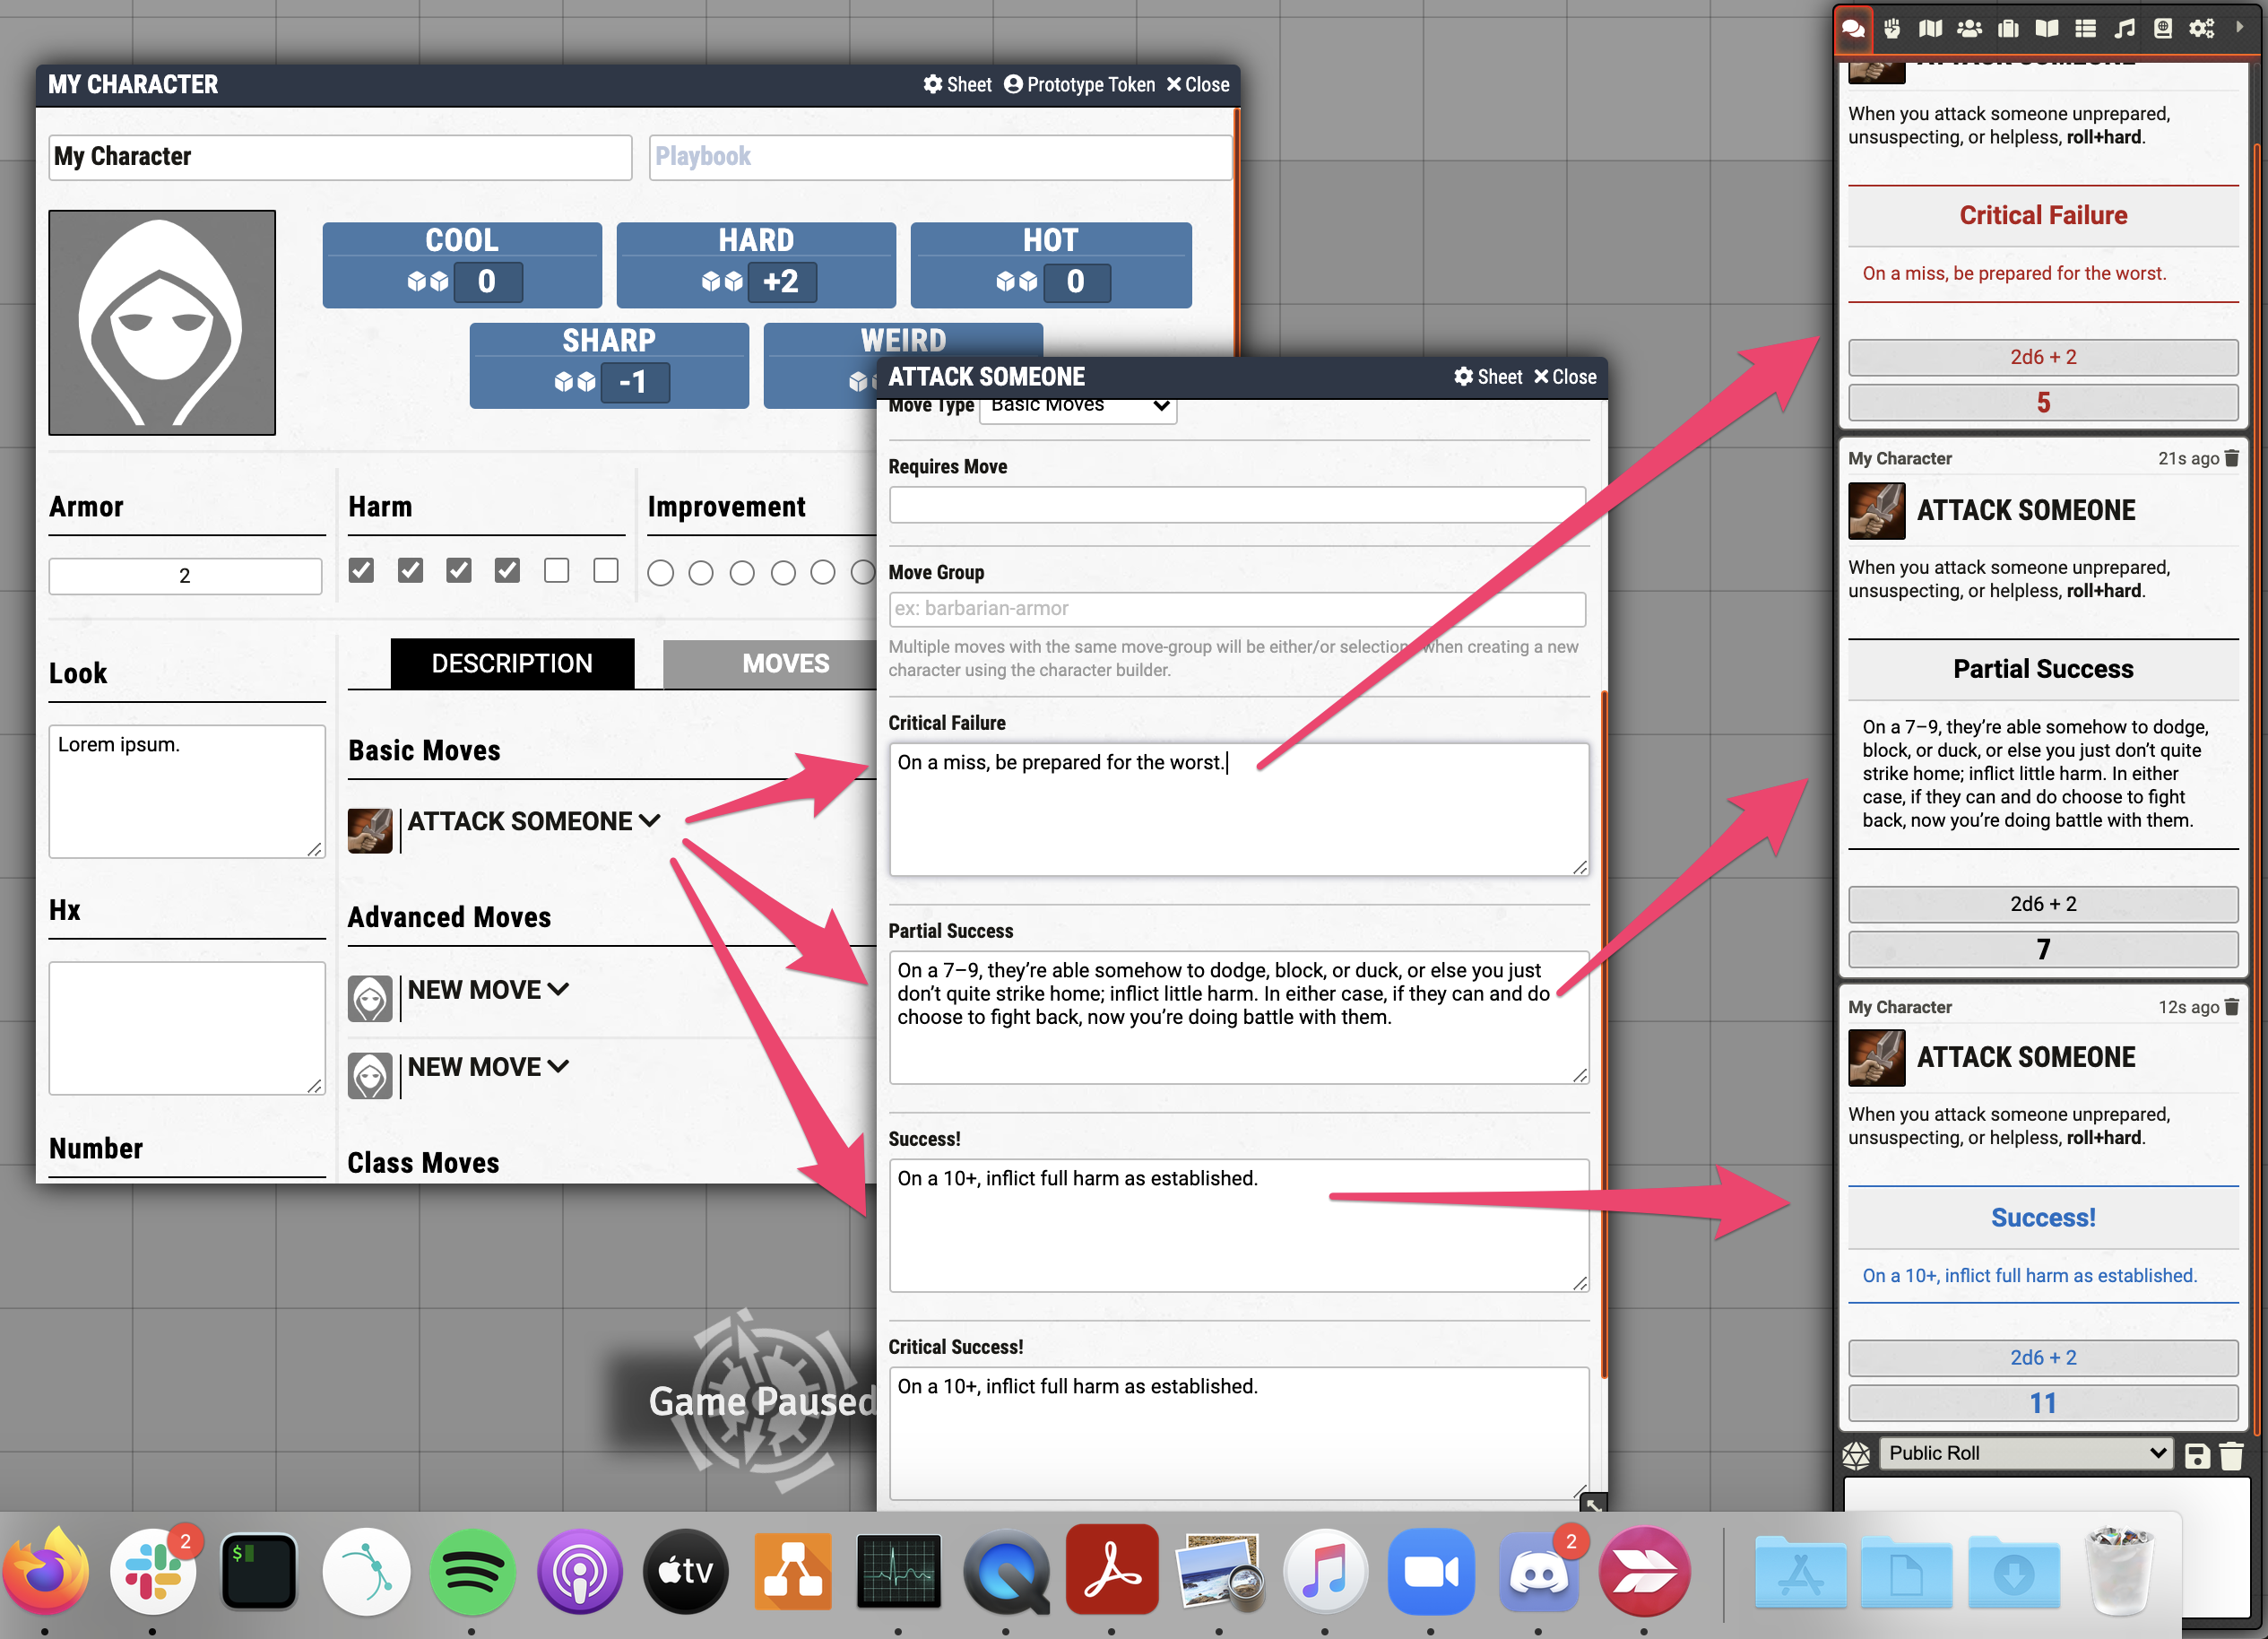 MY CHARACTER
Sheet Prototype Token Close
My Character
Playbook
COOL
0
HARD
+2
HOT
0
SHARP
-1
WEIRD
Armor
2
Harm
Improvement
Look
Lorem ipsum.
Hx
Number
DESCRIPTION
MOVES
Basic Moves
ATTACK SOMEONE
Advanced Moves
NEW MOVE
NEW MOVE
Class Moves
Game Paused
ATTACK SOMEONE
Sheet Close
Move Type Basic Moves
Requires Move
Move Group
ex: barbarian-armor
Multiple moves with the same move-group will be either/or selection when creating a new
character using the character builder.
Critical Failure
On a miss, be prepared for the worst.
Partial Success
On a 7–9, they’re able somehow to dodge, block, or duck, or else you just
don’t quite strike home; inflict little harm. In either case, if they can and do
choose to fight back, now you’re doing battle with them.
Success!
On a 10+, inflict full harm as established.
Critical Success!
On a 10+, inflict full harm as established.
ATTACK SOMEONE
When you attack someone unprepared,
unsuspecting, or helpless, roll+hard.
Critical Failure
On a miss, be prepared for the worst.
2d6 + 2
5
My Character 21s ago
ATTACK SOMEONE
When you attack someone unprepared,
unsuspecting, or helpless, roll+hard.
Partial Success
On a 7–9, they’re able somehow to dodge,
block, or duck, or else you just don’t quite
strike home; inflict little harm. In either
case, if they can and do choose to fight
back, now you’re doing battle with them.
2d6 + 2
7
My Character 12s ago
ATTACK SOMEONE
When you attack someone unprepared,
unsuspecting, or helpless, roll+hard.
Success!
On a 10+, inflict full harm as established.
2d6 + 2
11
Public Roll
2
$
tv
2